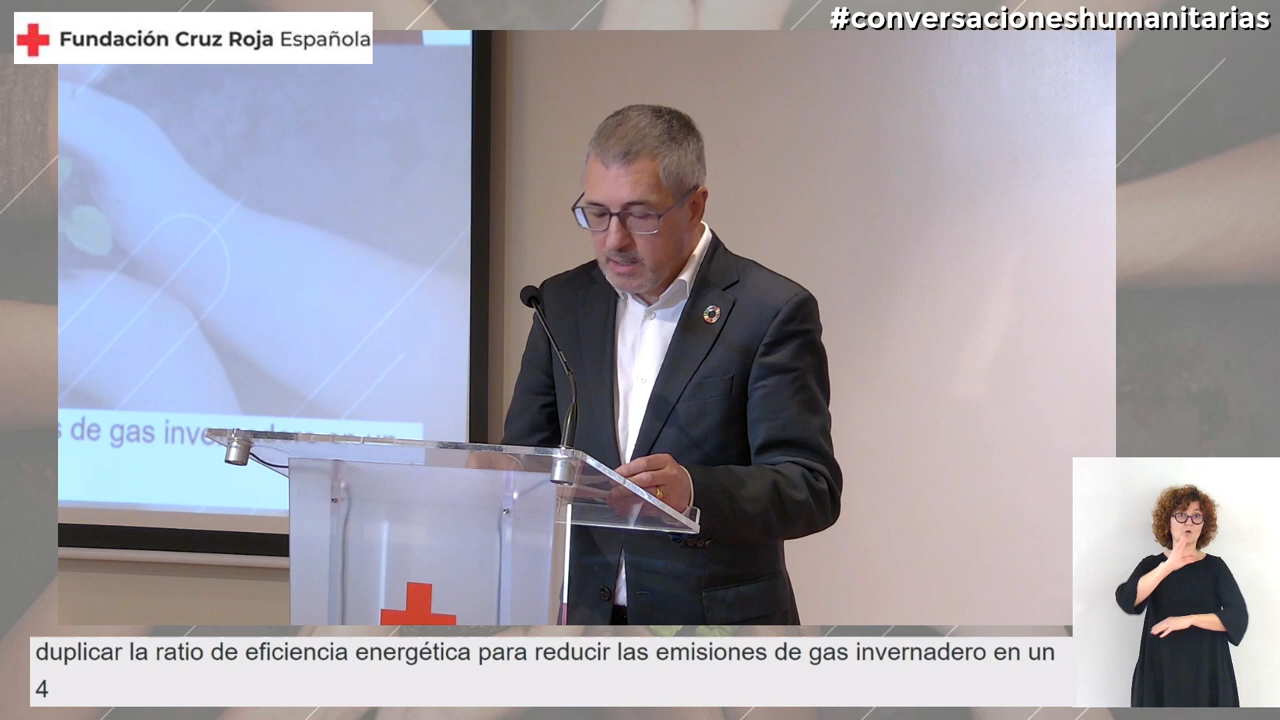 #conversacioneshumanitarias
Fundación Cruz Roja Española
s de gas inve
duplicar la ratio de eficiencia energética para reducir las emisiones de gas invernadero en un
4